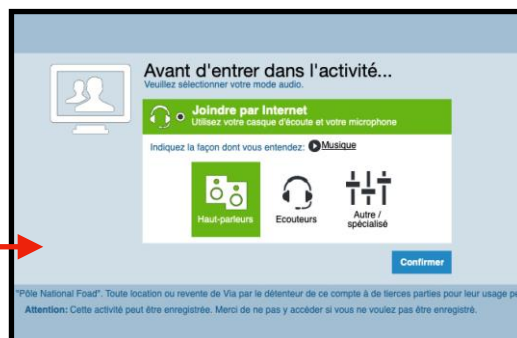 Avant d'entrer dans l'activité...
Veuillez sélectionner votre mode audio.
Joindre par Internet
Utilisez votre casque d'écoute et votre microphone
Indiquez la façon dont vous entendez: Musique
Haut-parleurs
Ecouteurs
Autre /
spécialisé
Confirmer
"Pôle National Foad". Toute location ou revente de Via par le détenteur de ce compte à de tierces parties pour leur usage
Attention: Cette activité peut être enregistrée. Merci de ne pas y accéder si vous ne voulez pas être enregistré.